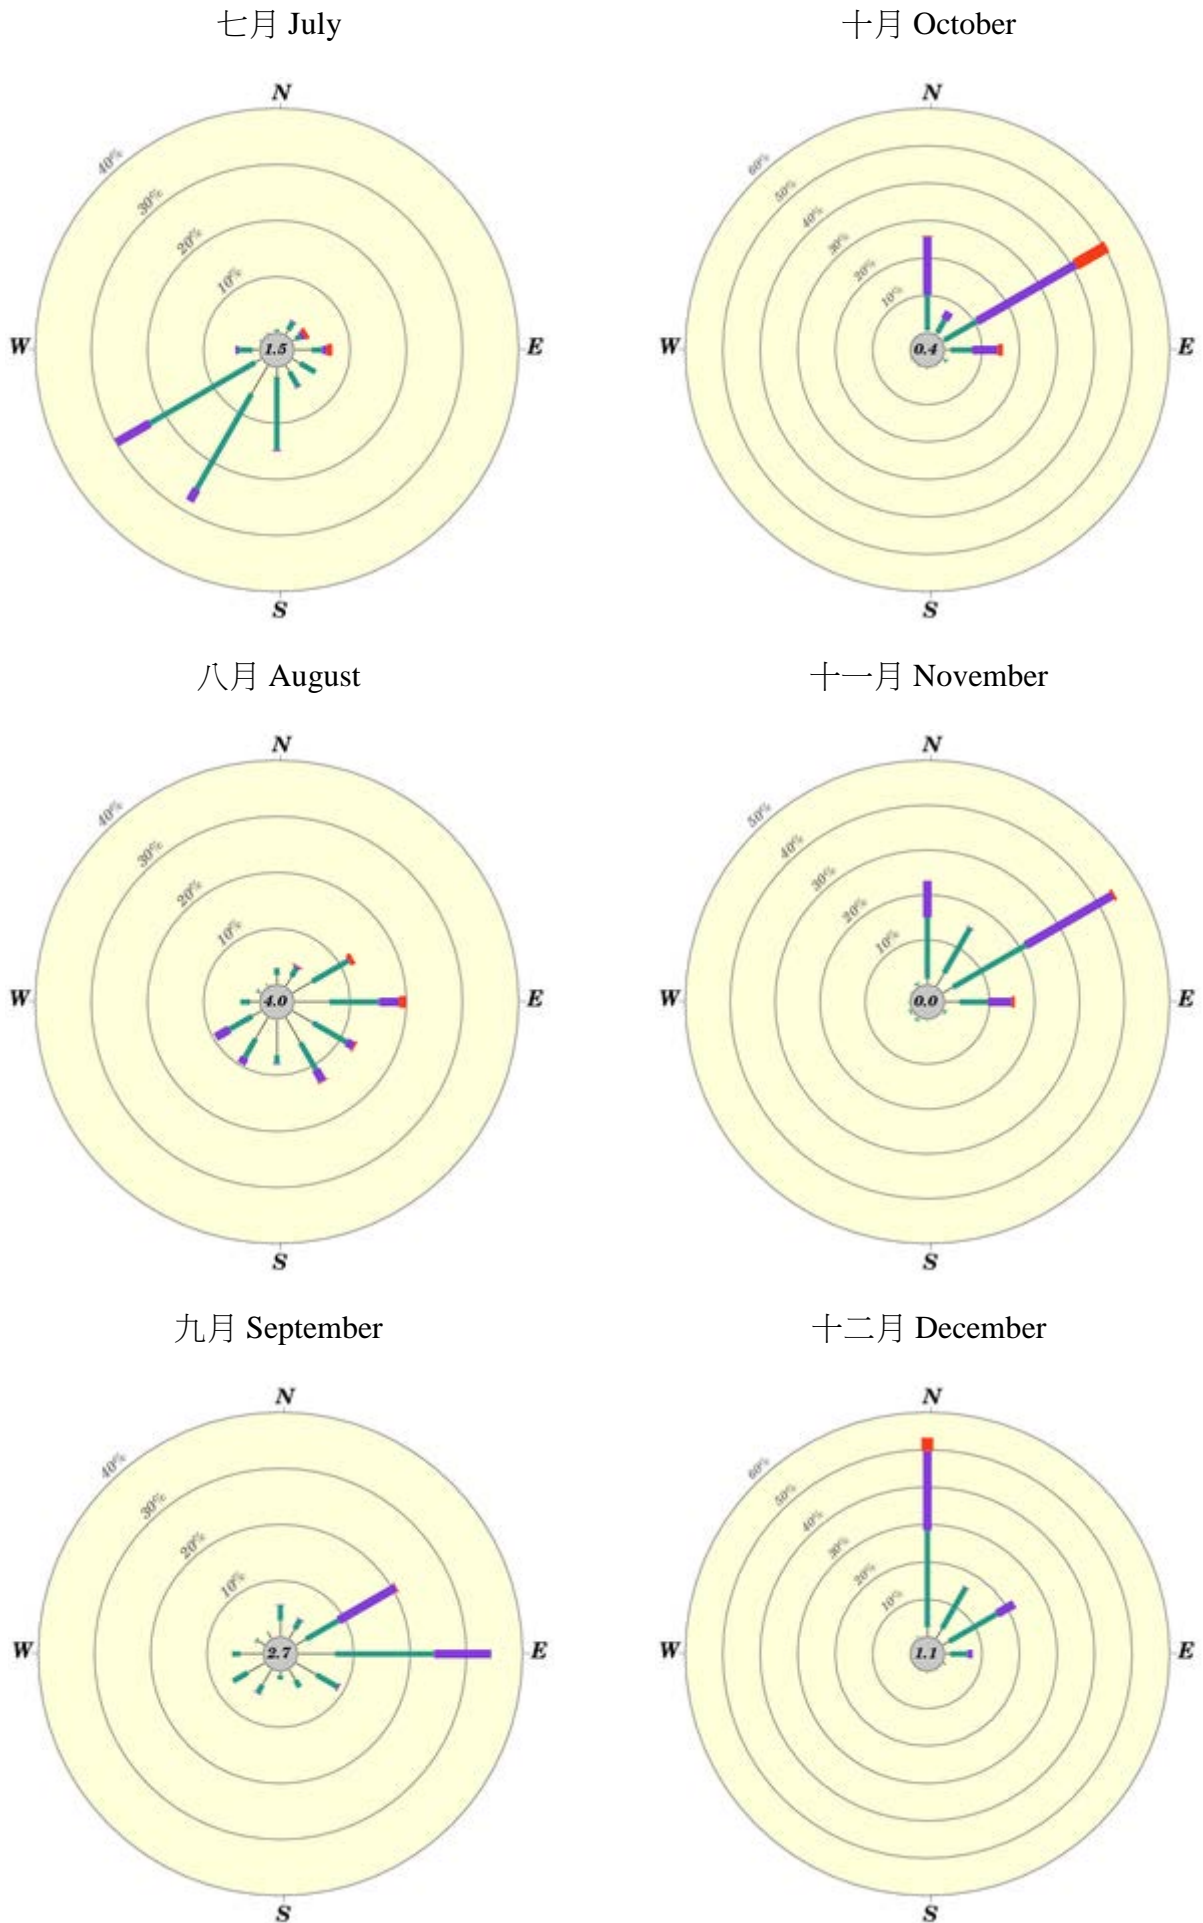 七月 July
N
40%
30%
20%
10%
W
1.5
E
S
十月 October
N
60%
50%
40%
30%
20%
10%
W
0.4
E
S
八月 August
N
40%
30%
20%
10%
W
4.0
E
S
十一月 November
N
50%
40%
30%
20%
10%
W
0.0
E
S
九月 September
N
40%
30%
20%
10%
W
2.7
E
S
十二月 December
N
60%
50%
40%
30%
20%
10%
W
1.1
E
S